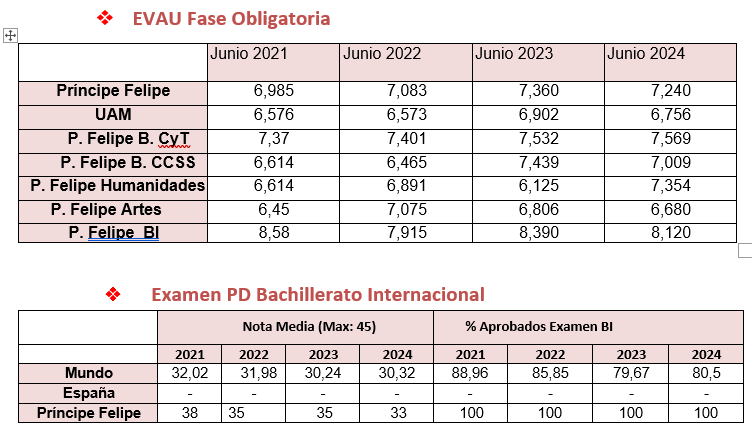 EVAU Fase Obligatoria
Junio 2021 Junio 2022 Junio 2023 Junio 2024
Príncipe Felipe 6,985 7,083 7,360 7,240
UAM 6,576 6,573 6,902 6,756
P. Felipe B. CyT 7,37 7,401 7,532 7,569
P. Felipe B. CCSS 6,614 6,465 7,439 7,009
P. Felipe Humanidades 6,614 6,891 6,125 7,354
P. Felipe Artes 6,45 7,075 6,806 6,680
P. Felipe BI 8,58 7,915 8,390 8,120
Examen PD Bachillerato Internacional
Nota Media (Max: 45) % Aprobados Examen BI
2021 2022 2023 2024 2021 2022 2023 2024
Mundo 32,02 31,98 30,24 30,32 88,96 85,85 79,67 80,5
España - - - - - - - -
Príncipe Felipe 38 35 35 33 100 100 100 100